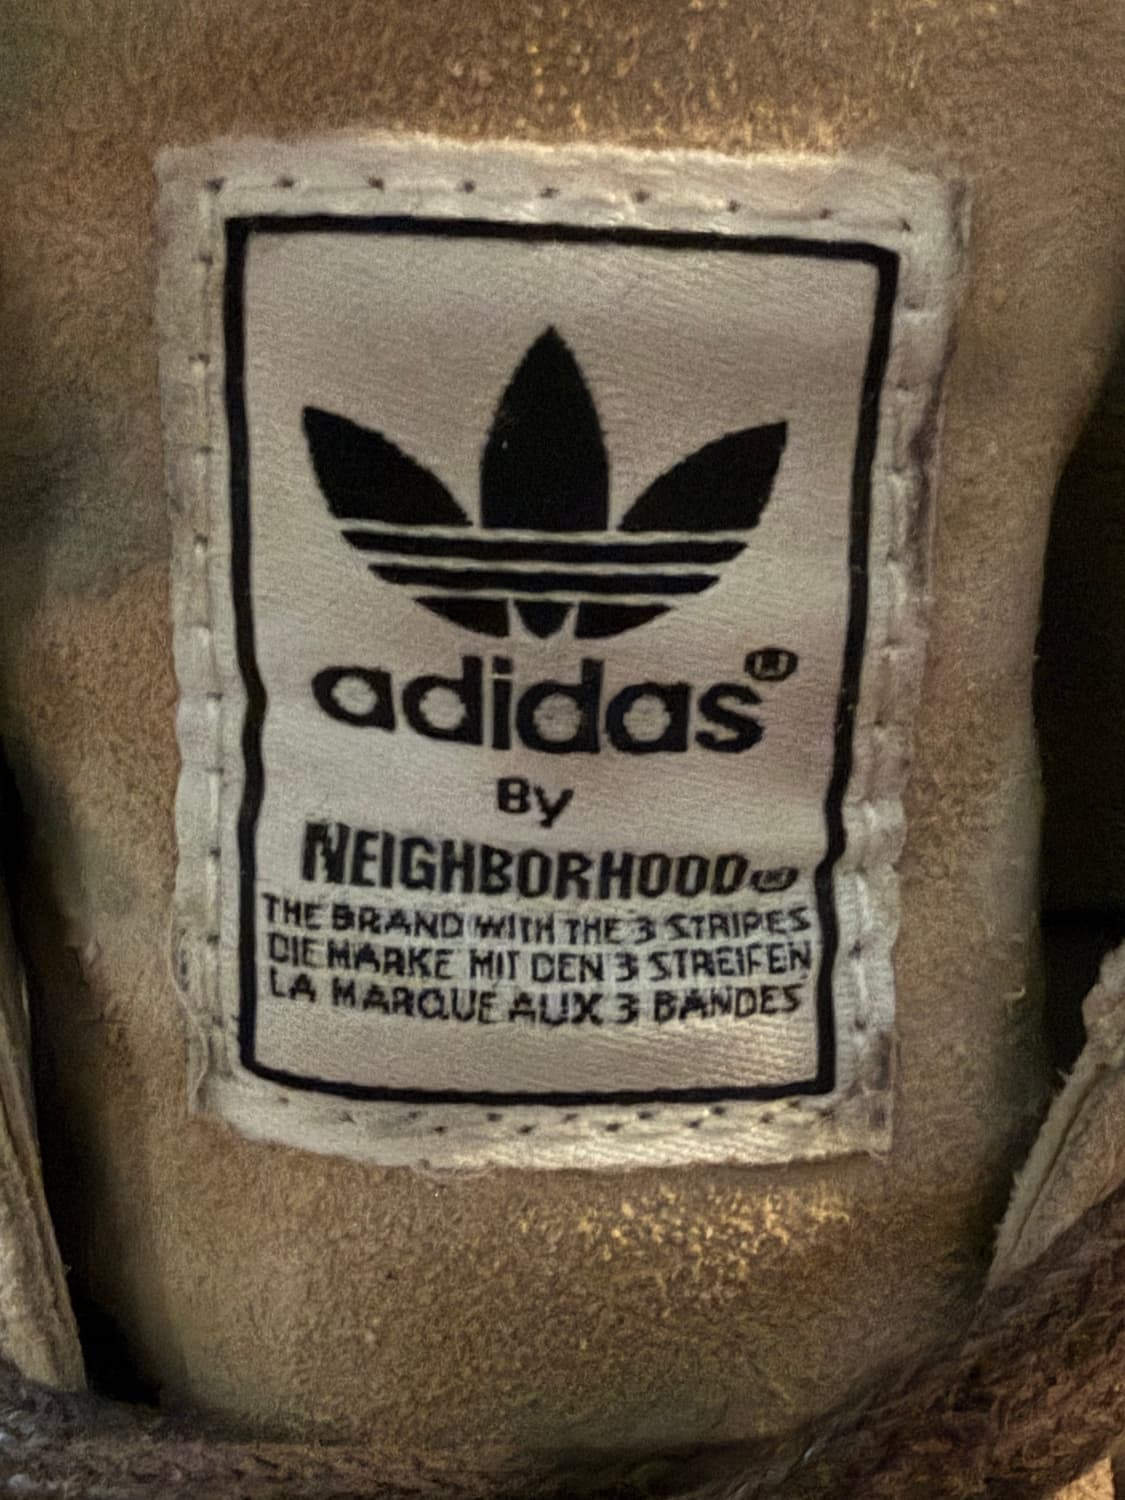 adidas®
By
NEIGHBORHOOD®
THE BRAND WITH THE 3 STRIPES
DIE MARKE MIT DEN 3 STREIFEN
LA MARQUE AUX 3 BANDES